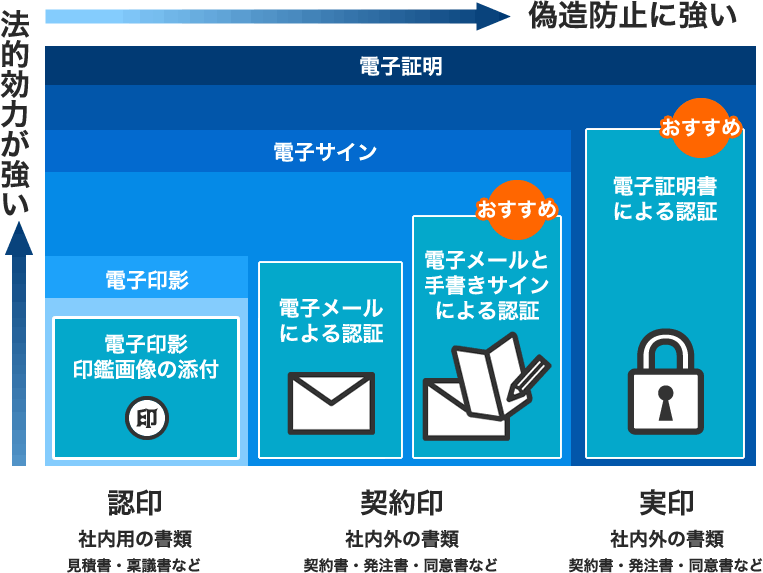 偽造防止に強い
法的効力が強い
電子証明
おすすめ
電子サイン
電子証明書
による認証
おすすめ
電子メールと
手書きサイン
による認証
電子印影
電子メール
による認証
電子印影
印鑑画像の添付
印
認印
社内用の書類
見積書・稟議書など
契約印
社内外の書類
契約書・発注書・同意書など
実印
社内外の書類
契約書・発注書・同意書など